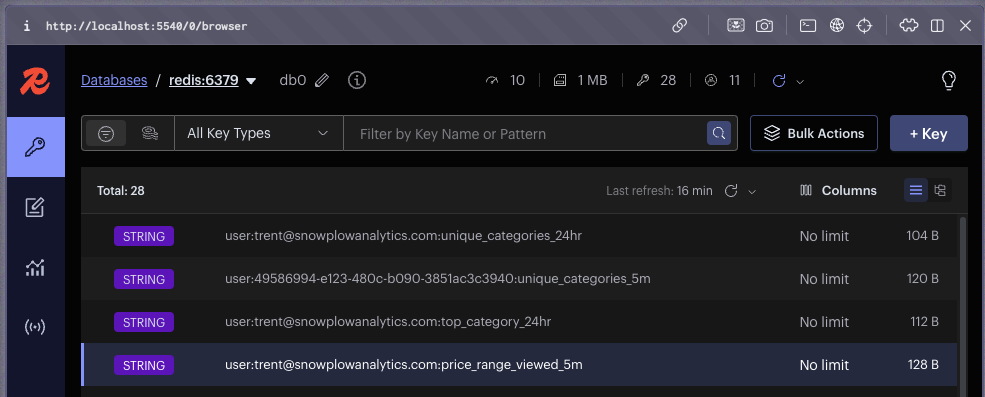 http://localhost:5540/0/browser
Databases / redis:6379 db0 10 1 MB 28 11
All Key Types Filter by Key Name or Pattern Bulk Actions + Key
Total: 28 Last refresh: 16 min Columns
STRING user:trent@snowplowanalytics.com:unique_categories_24hr No limit 104 B
STRING user:49586994-e123-480c-b090-3851ac3c3940:unique_categories_5m No limit 120 B
STRING user:trent@snowplowanalytics.com:top_category_24hr No limit 112 B
STRING user:trent@snowplowanalytics.com:price_range_viewed_5m No limit 128 B